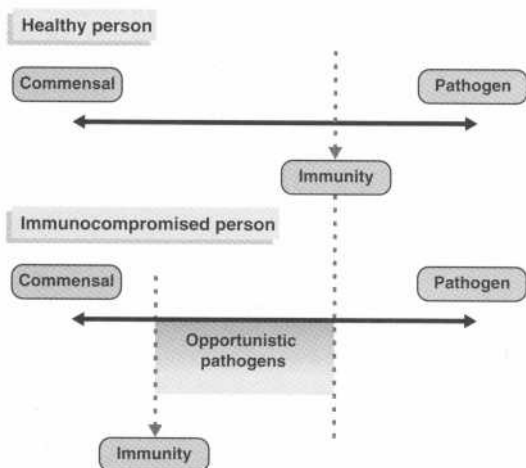 Healthy person
Commensal
Pathogen
Immunity
Immunocompromised person
Commensal
Pathogen
Opportunistic
pathogens
Immunity